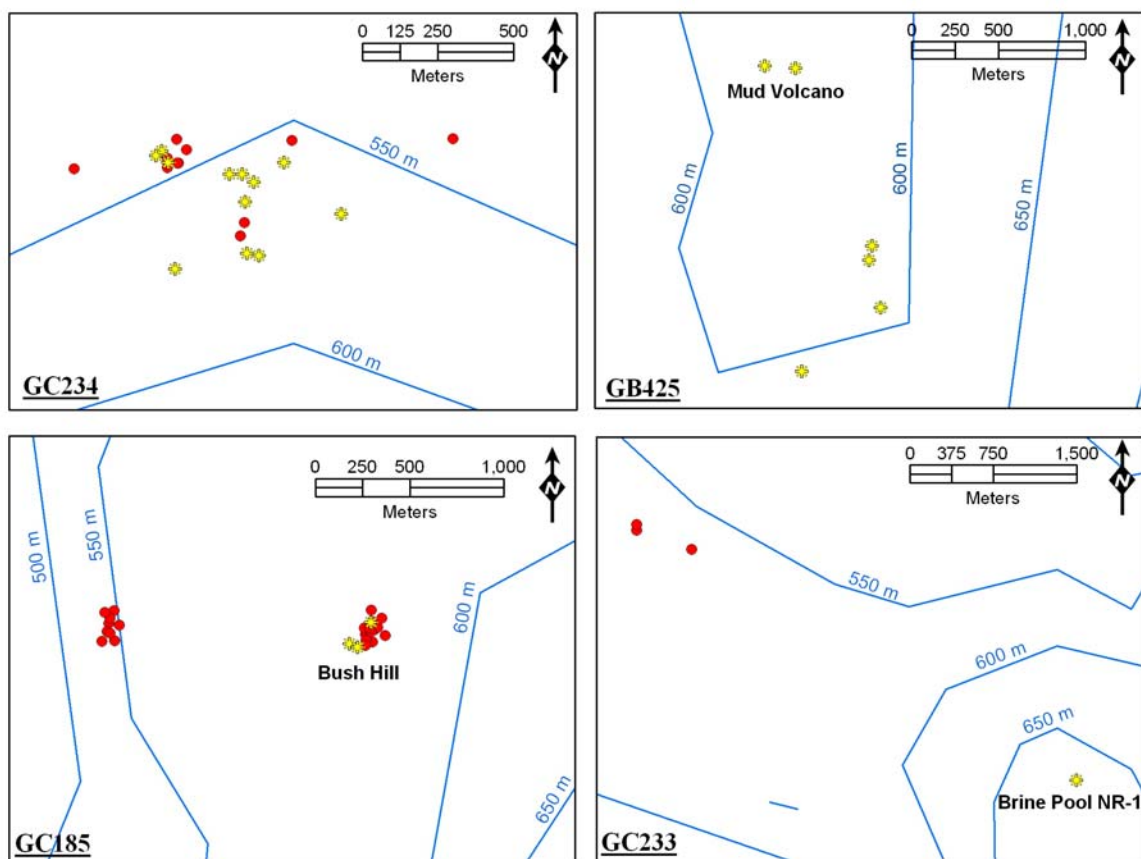 0 125 250 500
Meters
N
550 m
600 m
GC234
0 250 500 1,000
Meters
N
Mud Volcano
600 m
600 m
650 m
GB425
0 250 500 1,000
Meters
N
500 m
550 m
600 m
Bush Hill
650 m
GC185
0 375 750 1,500
Meters
N
550 m
600 m
650 m
Brine Pool NR-1
GC233